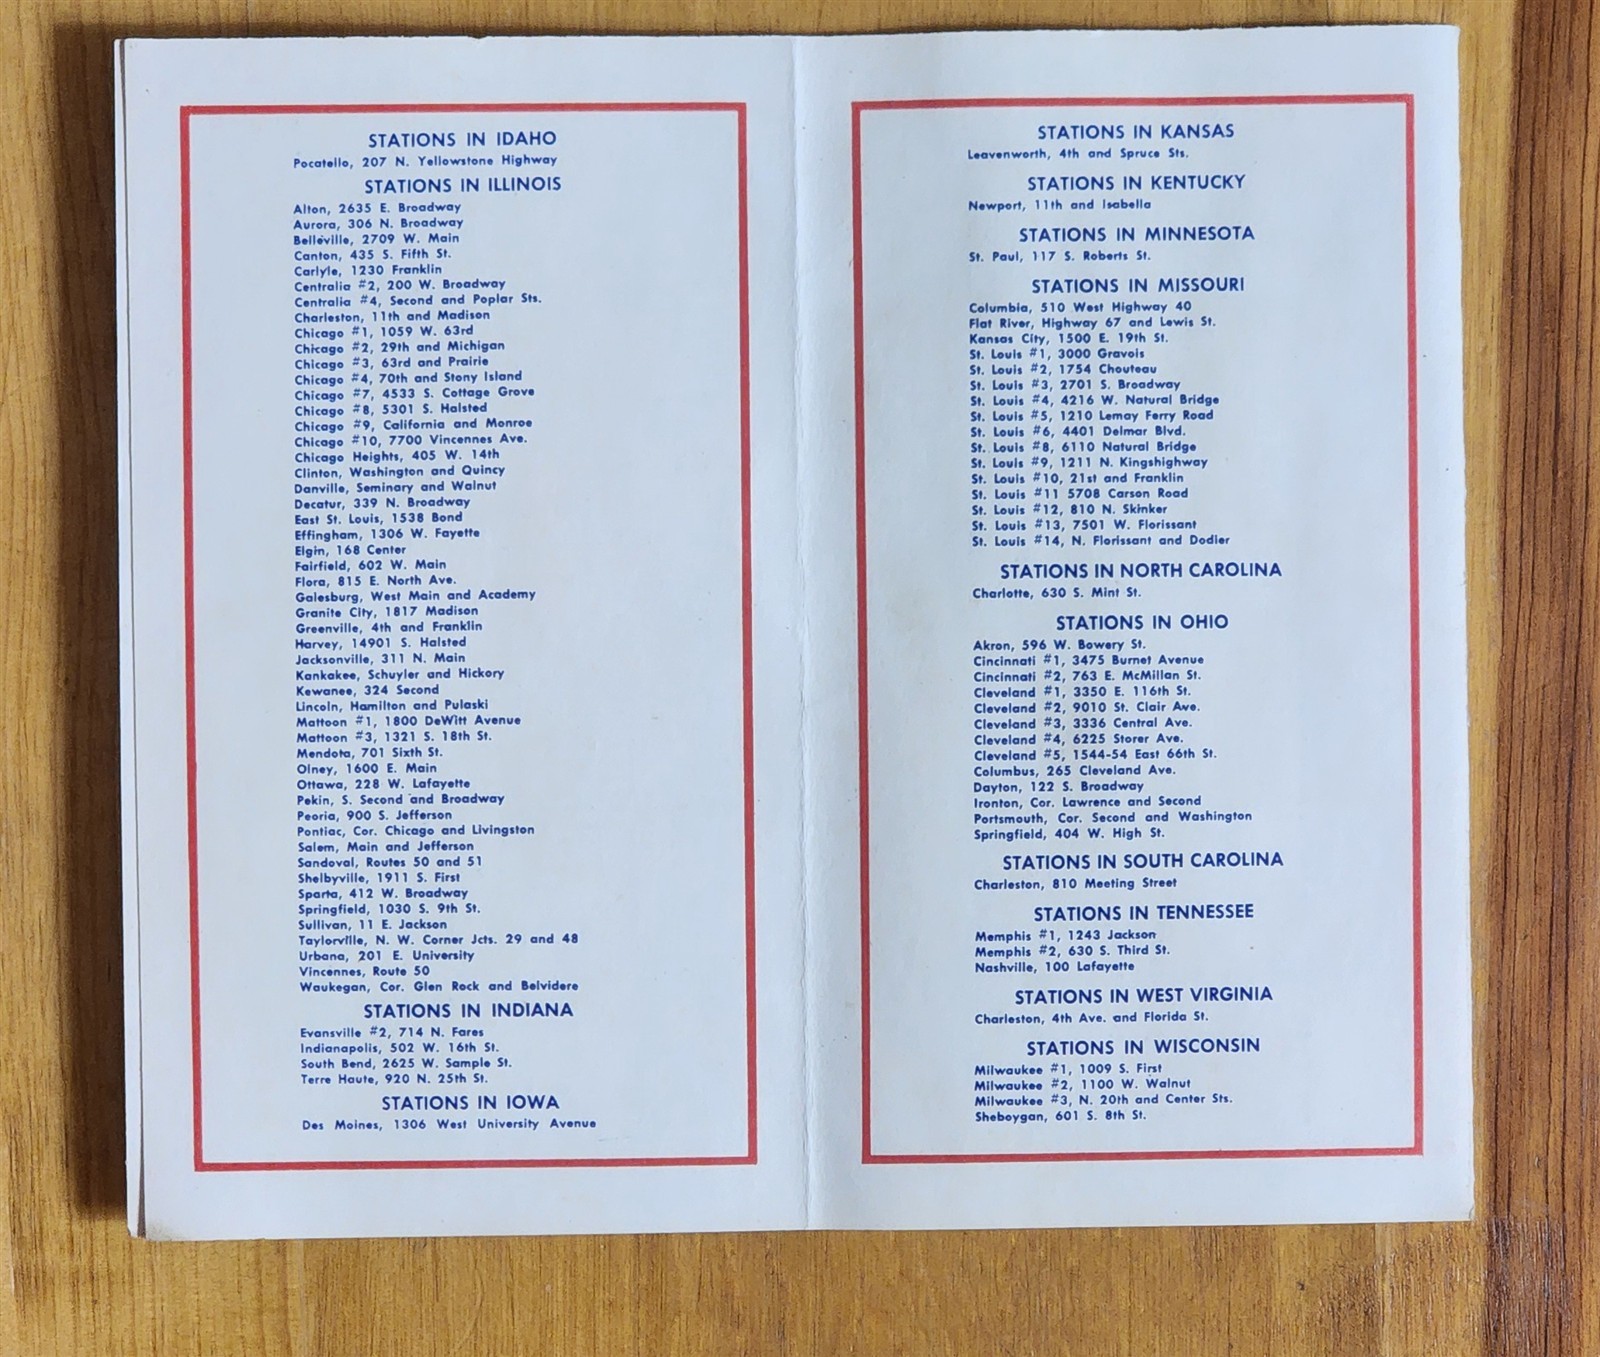 STATIONS IN IDAHO
Pocatello, 207 N. Yellowstone Highway
STATIONS IN ILLINOIS
Alton, 2635 E. Broadway
Aurora, 306 N. Broadway
Belleville, 2709 W. Main
Canton, 435 S. Fifth St.
Carlyle, 1230 Franklin
Centralia #2, 200 W. Broadway
Centralia #4, Second and Poplar Sts.
Charleston, 11th and Madison
Chicago #1, 1059 W. 63rd
Chicago #2, 29th and Michigan
Chicago #3, 63rd and Prairie
Chicago #4, 70th and Stony Island
Chicago #7, 4533 S. Cottage Grove
Chicago #8, 5301 S. Halsted
Chicago #9, California and Monroe
Chicago #10, 7700 Vincennes Ave.
Chicago Heights, 405 W. 14th
Clinton, Washington and Quincy
Danville, Seminary and Walnut
Decatur, 339 N. Broadway
East St. Louis, 1538 Bond
Effingham, 1306 W. Fayette
Elgin, 168 Center
Fairfield, 602 W. Main
Flora, 815 E. North Ave.
Galesburg, West Main and Academy
Granite City, 1817 Madison
Greenville, 4th and Franklin
Harvey, 14901 S. Halsted
Jacksonville, 311 N. Main
Kankakee, Schuyler and Hickory
Kewanee, 324 Second
Lincoln, Hamilton and Pulaski
Mattoon #1, 1800 DeWitt Avenue
Mattoon #3, 1321 S. 18th St.
Mendota, 701 Sixth St.
Olney, 1600 E. Main
Ottawa, 228 W. Lafayette
Pekin, S. Second and Broadway
Peoria, 900 S. Jefferson
Pontiac, Cor. Chicago and Livingston
Salem, Main and Jefferson
Sandoval, Routes 50 and 51
Shelbyville, 1911 S. First
Sparta, 412 W. Broadway
Springfield, 1030 S. 9th St.
Sullivan, 11 E. Jackson
Taylorville, N. W. Corner Jcts. 29 and 48
Urbana, 201 E. University
Vincennes, Route 50
Waukegan, Cor. Glen Rock and Belvidere
STATIONS IN INDIANA
Evansville #2, 714 N. Fares
Indianapolis, 502 W. 16th St.
South Bend, 2625 W. Sample St.
Terre Haute, 920 N. 25th St.
STATIONS IN IOWA
Des Moines, 1306 West University Avenue
STATIONS IN KANSAS
Leavenworth, 4th and Spruce Sts.
STATIONS IN KENTUCKY
Newport, 11th and Isabella
STATIONS IN MINNESOTA
St. Paul, 117 S. Roberts St.
STATIONS IN MISSOURI
Columbia, 510 West Highway 40
Flat River, Highway 67 and Lewis St.
Kansas City, 1500 E. 19th St.
St. Louis #1, 3000 Gravois
St. Louis #2, 1754 Chouteau
St. Louis #3, 2701 S. Broadway
St. Louis #4, 4216 W. Natural Bridge
St. Louis #5, 1210 Lemay Ferry Road
St. Louis #6, 4401 Delmar Blvd.
St. Louis #8, 6110 Natural Bridge
St. Louis #9, 1211 N. Kingshighway
St. Louis #10, 21st and Franklin
St. Louis #11 5708 Carson Road
St. Louis #12, 810 N. Skinker
St. Louis #13, 7501 W. Florissant
St. Louis #14, N. Florissant and Dodier
STATIONS IN NORTH CAROLINA
Charlotte, 630 S. Mint St.
STATIONS IN OHIO
Akron, 596 W. Bowery St.
Cincinnati #1, 3475 Burnet Avenue
Cincinnati #2, 763 E. McMillan St.
Cleveland #1, 3350 E. 116th St.
Cleveland #2, 9010 St. Clair Ave.
Cleveland #3, 3336 Central Ave.
Cleveland #4, 6225 Storer Ave.
Cleveland #5, 1544-54 East 66th St.
Columbus, 265 Cleveland Ave.
Dayton, 122 S. Broadway
Ironton, Cor. Lawrence and Second
Portsmouth, Cor. Second and Washington
Springfield, 404 W. High St.
STATIONS IN SOUTH CAROLINA
Charleston, 810 Meeting Street
STATIONS IN TENNESSEE
Memphis #1, 1243 Jackson
Memphis #2, 630 S. Third St.
Nashville, 100 Lafayette
STATIONS IN WEST VIRGINIA
Charleston, 4th Ave. and Florida St.
STATIONS IN WISCONSIN
Milwaukee #1, 1009 S. First
Milwaukee #2, 1100 W. Walnut
Milwaukee #3, N. 20th and Center Sts.
Sheboygan, 601 S. 8th St.